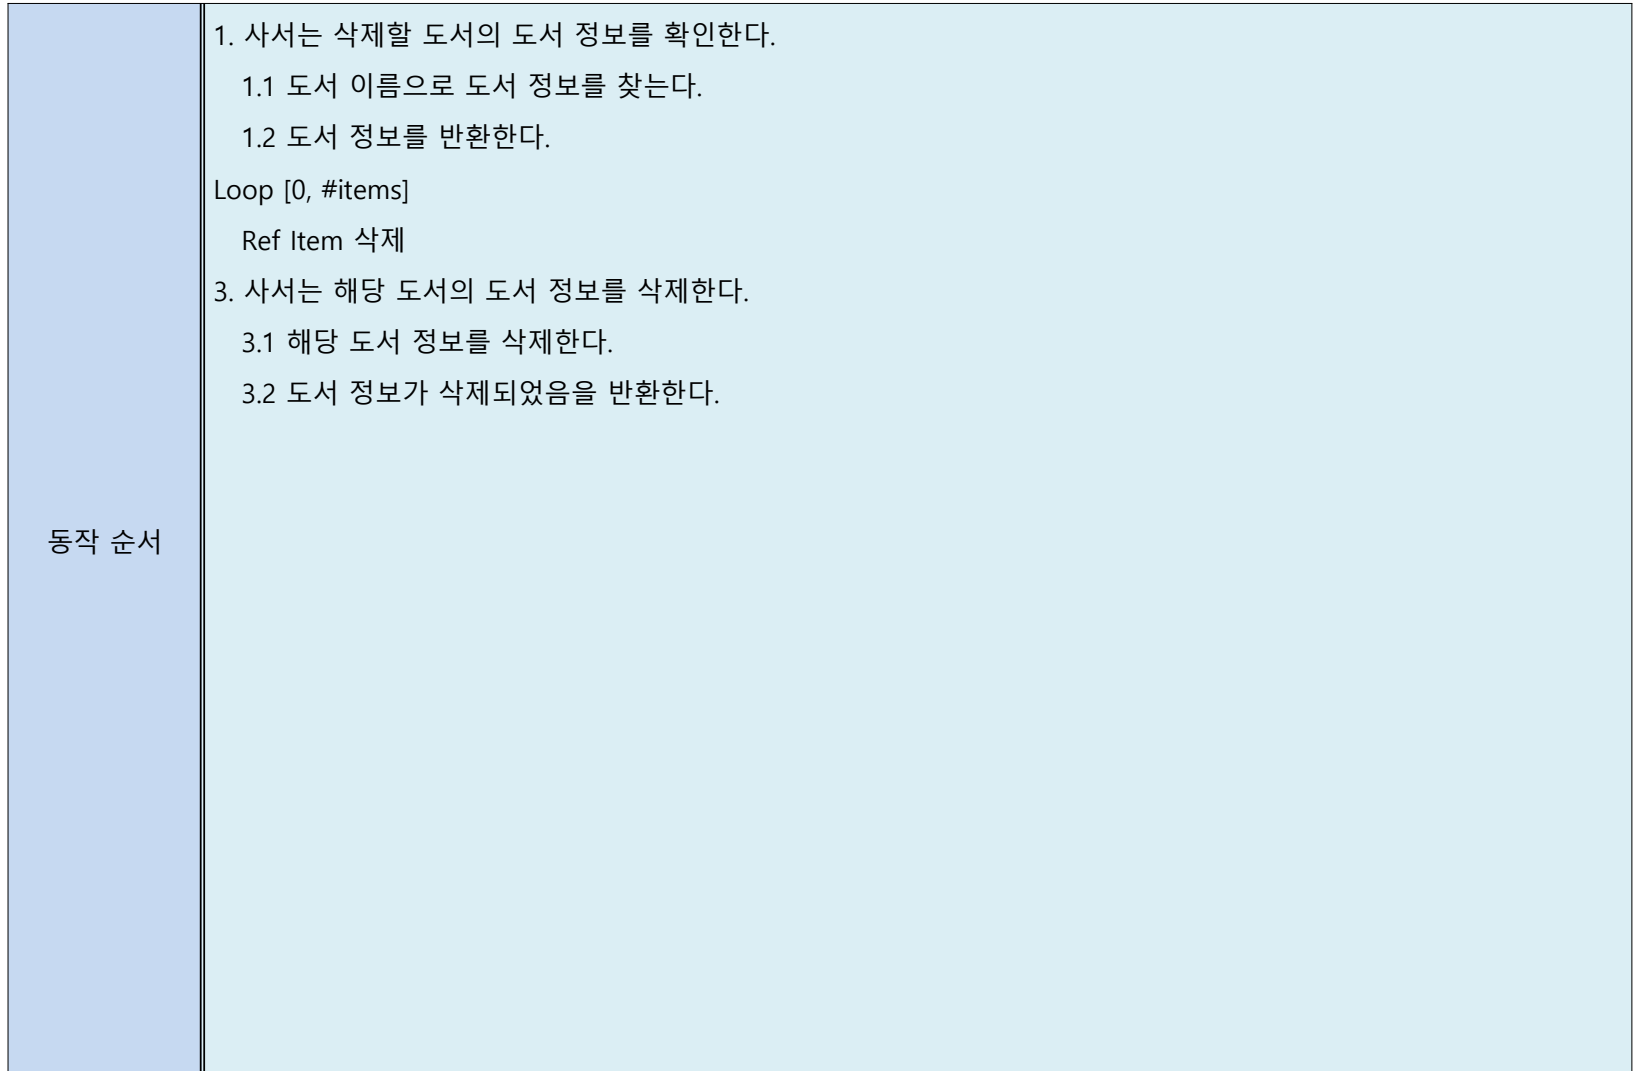 1. 사서는 삭제할 도서의 도서 정보를 확인한다.
1.1 도서 이름으로 도서 정보를 찾는다.
1.2 도서 정보를 반환한다.
Loop [0, #items]
Ref Item 삭제
3. 사서는 해당 도서의 도서 정보를 삭제한다.
3.1 해당 도서 정보를 삭제한다.
3.2 도서 정보가 삭제되었음을 반환한다.
동작 순서